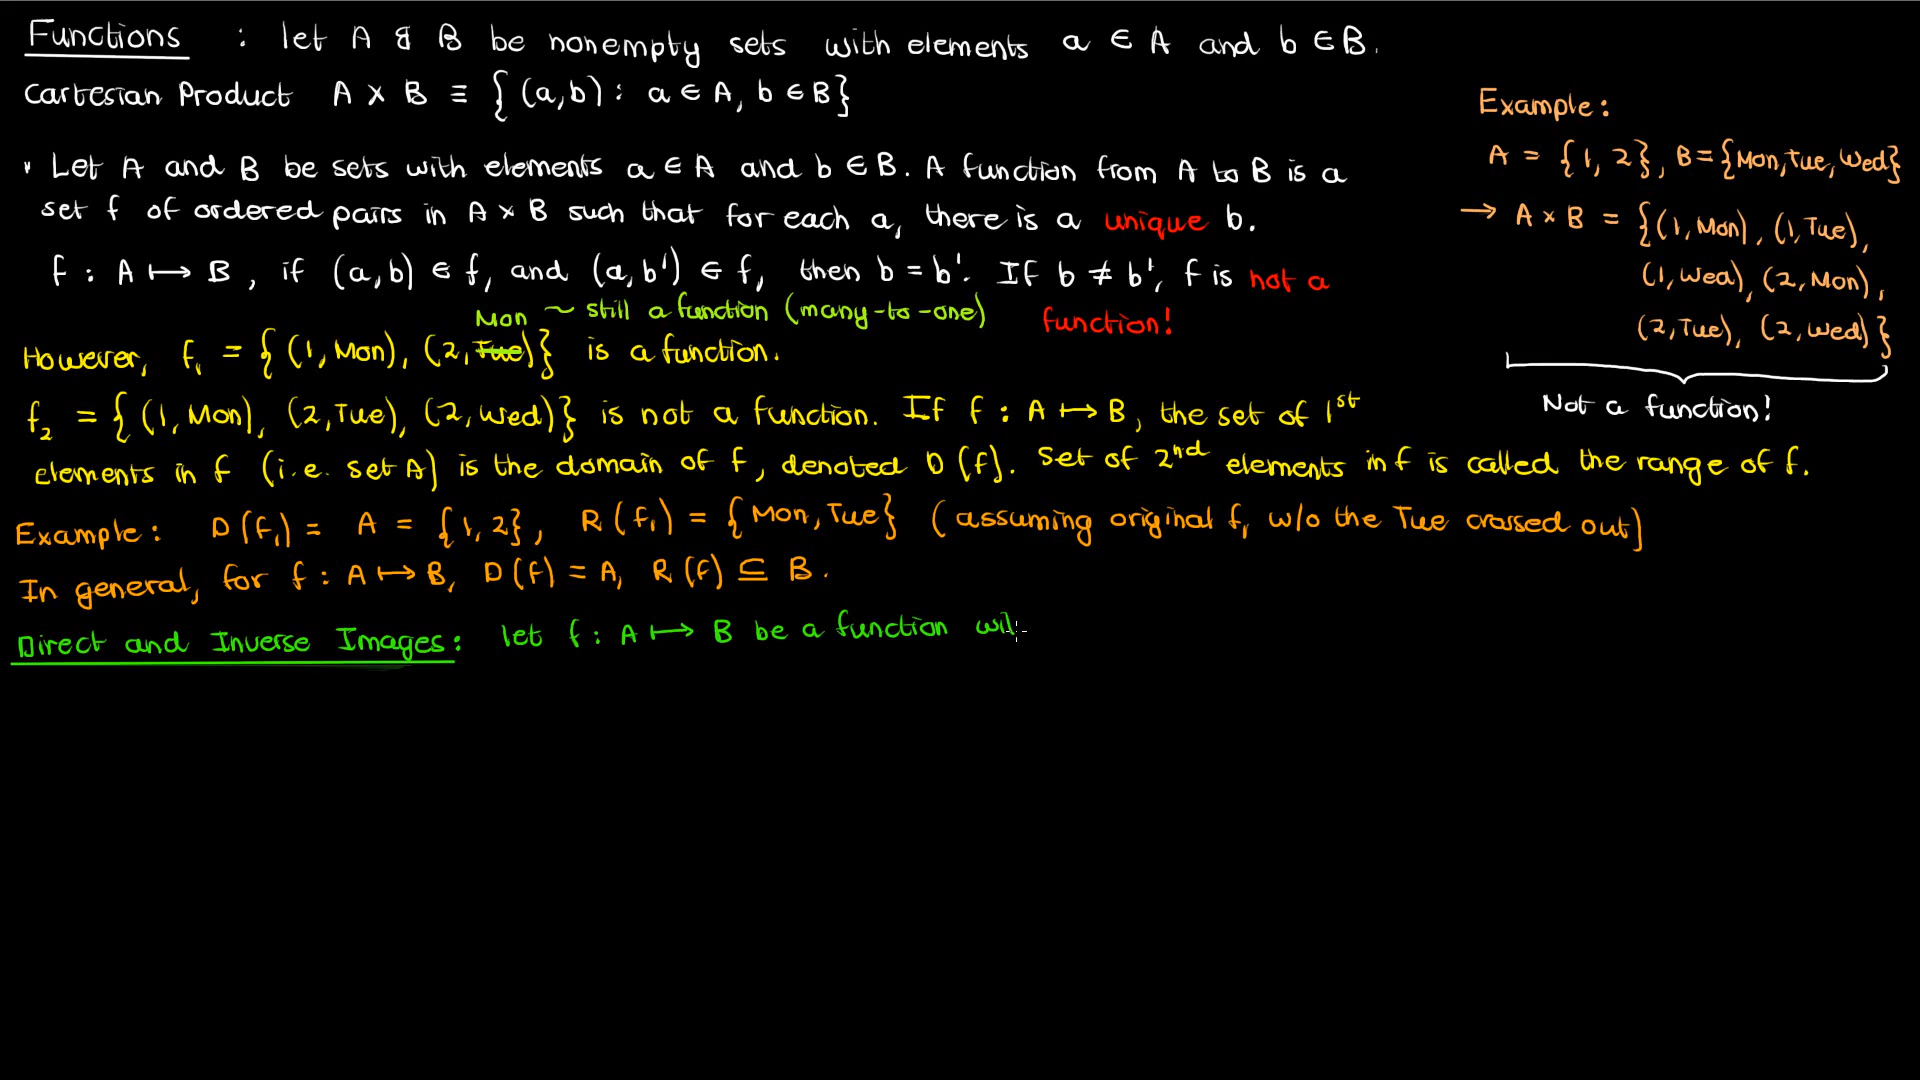 Functions : let A & B be nonempty sets with elements a ∈ A and b ∈ B.
Cartesian Product A × B ≡ {(a,b) : a ∈ A, b ∈ B}
Example:
A = {1, 2}, B = {Mon, Tue, Wed}
→ A × B = {(1, Mon), (1, Tue),
(1, Wed), (2, Mon),
(2, Tue), (2, Wed)}
Not a function!
" Let A and B be sets with elements a ∈ A and b ∈ B. A function from A to B is a
set f of ordered pairs in A × B such that for each a, there is a unique b.
f : A ↦ B, if (a,b) ∈ f, and (a,b') ∈ f, then b = b'. If b ≠ b', f is not a
function!
Mon ~ still a function (many-to-one)
However, f₁ = {(1, Mon), (2, Tue)} is a function.
f₂ = {(1, Mon), (2, Tue), (2, Wed)} is not a function. If f : A ↦ B, the set of 1st
elements in f (i.e. set A) is the domain of f, denoted D(f). Set of 2nd elements in f is called the range of f.
Example: D(f₁) = A = {1, 2}, R(f₁) = {Mon, Tue} (assuming original f₁ w/o the Tue crossed out)
In general, for f : A ↦ B, D(f) = A, R(f) ⊆ B.
Direct and Inverse Images: let f : A ↦ B be a function wi